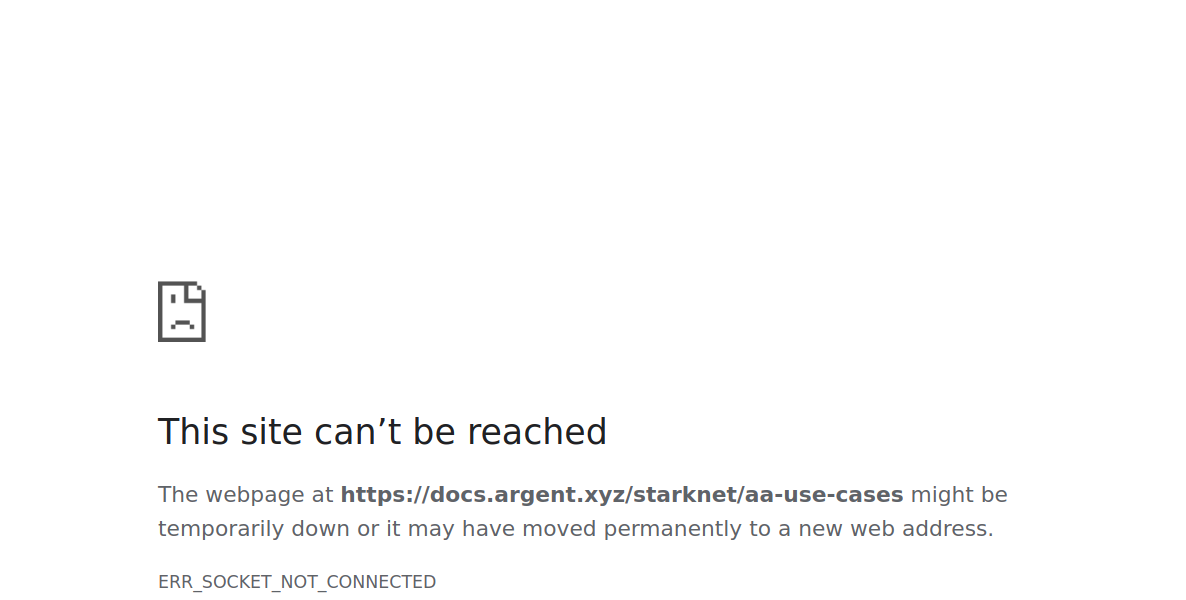 This site can’t be reached
The webpage at https://docs.argent.xyz/starknet/aa-use-cases might be
temporarily down or it may have moved permanently to a new web address.
ERR_SOCKET_NOT_CONNECTED